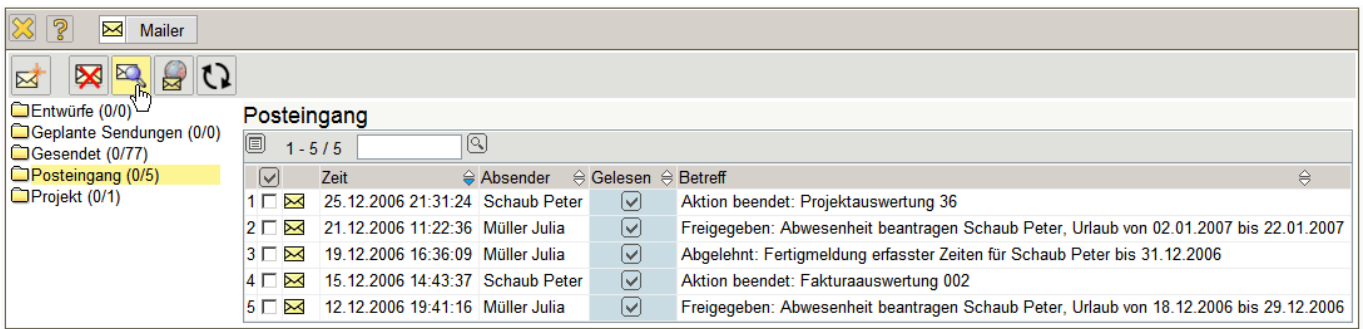 Mailer
Entwürfe (0/0)
Geplante Sendungen (0/0)
Gesendet (0/77)
Posteingang (0/5)
Projekt (0/1)
Posteingang
1 - 5 / 5
Zeit Absender Gelesen Betreff
1 25.12.2006 21:31:24 Schaub Peter Aktion beendet: Projektauswertung 36
2 21.12.2006 11:22:36 Müller Julia Freigegeben: Abwesenheit beantragen Schaub Peter, Urlaub von 02.01.2007 bis 22.01.2007
3 19.12.2006 16:36:09 Müller Julia Abgelehnt: Fertigmeldung erfasster Zeiten für Schaub Peter bis 31.12.2006
4 15.12.2006 14:43:37 Schaub Peter Aktion beendet: Fakturaauswertung 002
5 12.12.2006 19:41:16 Müller Julia Freigegeben: Abwesenheit beantragen Schaub Peter, Urlaub von 18.12.2006 bis 29.12.2006